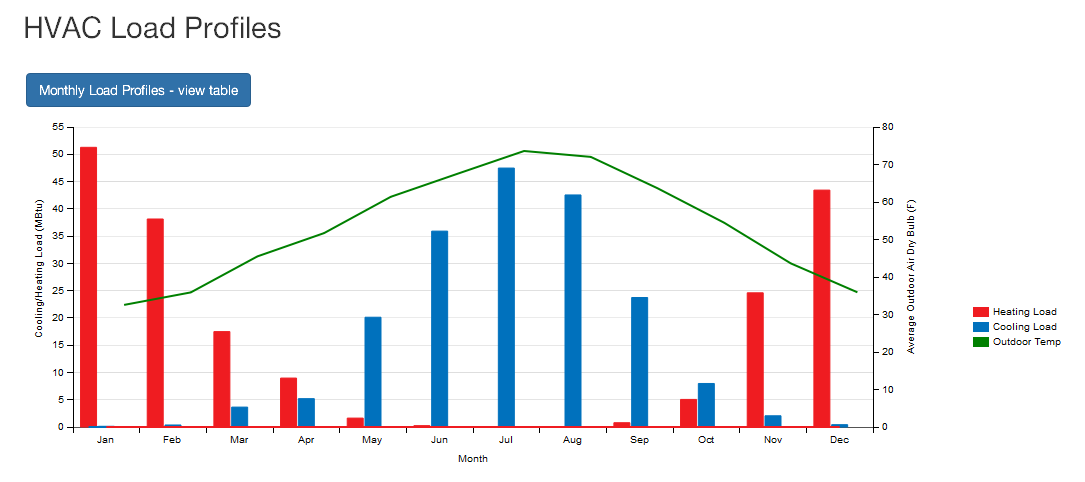 HVAC Load Profiles
Monthly Load Profiles - view table
55
50
45
40
35
30
25
20
15
10
5
0
Cooling/Heating Load (MBtu)
80
70
60
50
40
30
20
10
0
Average Outdoor Air Dry Bulb (F)
Heating Load
Cooling Load
Outdoor Temp
Jan Feb Mar Apr May Jun Jul Aug Sep Oct Nov Dec
Month